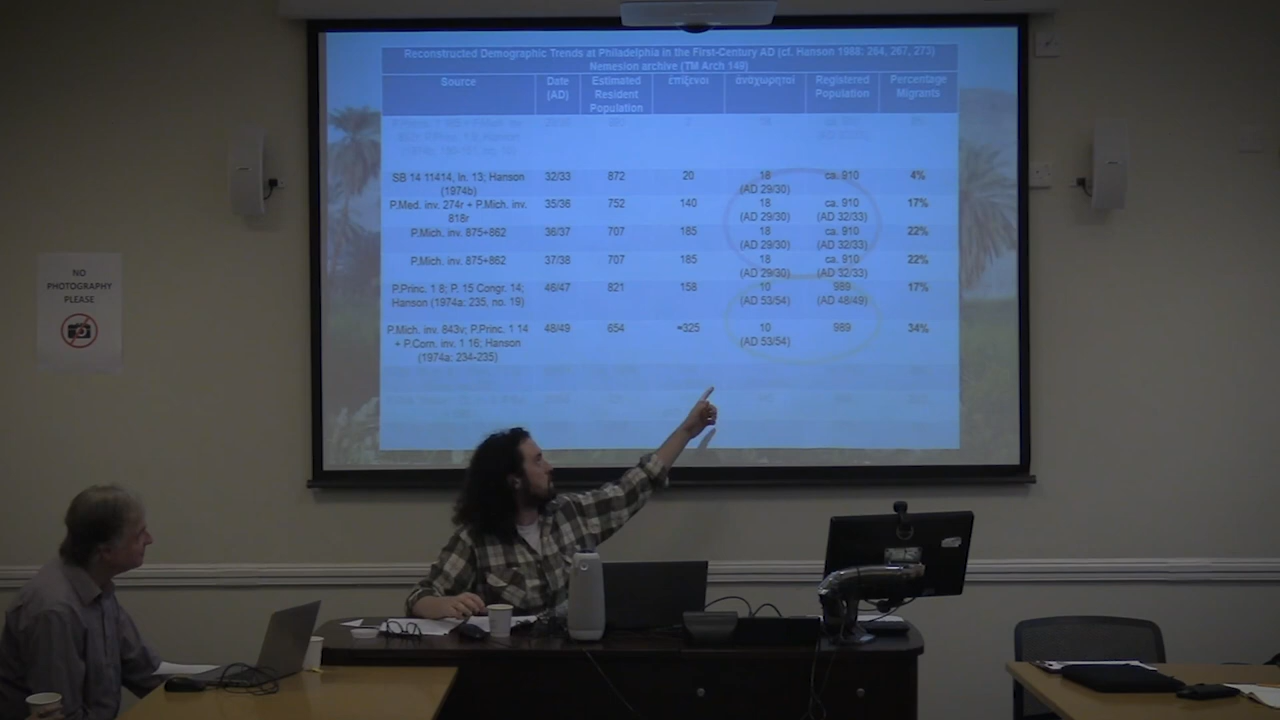 Reconstructed Demographic Trends at Philadelphia in the First-Century AD (cf. Hanson 1988: 264, 267, 273)
Nemesion archive (TM Arch 149)
Source Date (AD) Estimated Resident Population ἐπίξενοι ἀνακεχωρητοί Registered Population Percentage Migrants
SB 14 11414, ln. 13; Hanson (1974b) 32/33 872 20 18 (AD 29/30) ca. 910 4%
P.Med. inv. 274r + P.Mich. inv. 818r 35/36 752 140 18 (AD 29/30) ca. 910 (AD 32/33) 17%
P.Mich. inv. 875+862 36/37 707 185 18 (AD 29/30) ca. 910 (AD 32/33) 22%
P.Mich. inv. 875+862 37/38 707 185 18 (AD 29/30) ca. 910 (AD 32/33) 22%
P.Princ. 1 8; P. 15 Congr. 14; Hanson (1974a; 235, no. 19) 46/47 821 158 10 (AD 53/54) 989 (AD 48/49) 17%
P.Mich. inv. 843v; P.Princ. 1 14 + P.Corn. inv. 1 16; Hanson (1974a; 234-235) 48/49 654 ≈325 10 (AD 53/54) 989 34%
NO
PHOTOGRAPHY
PLEASE